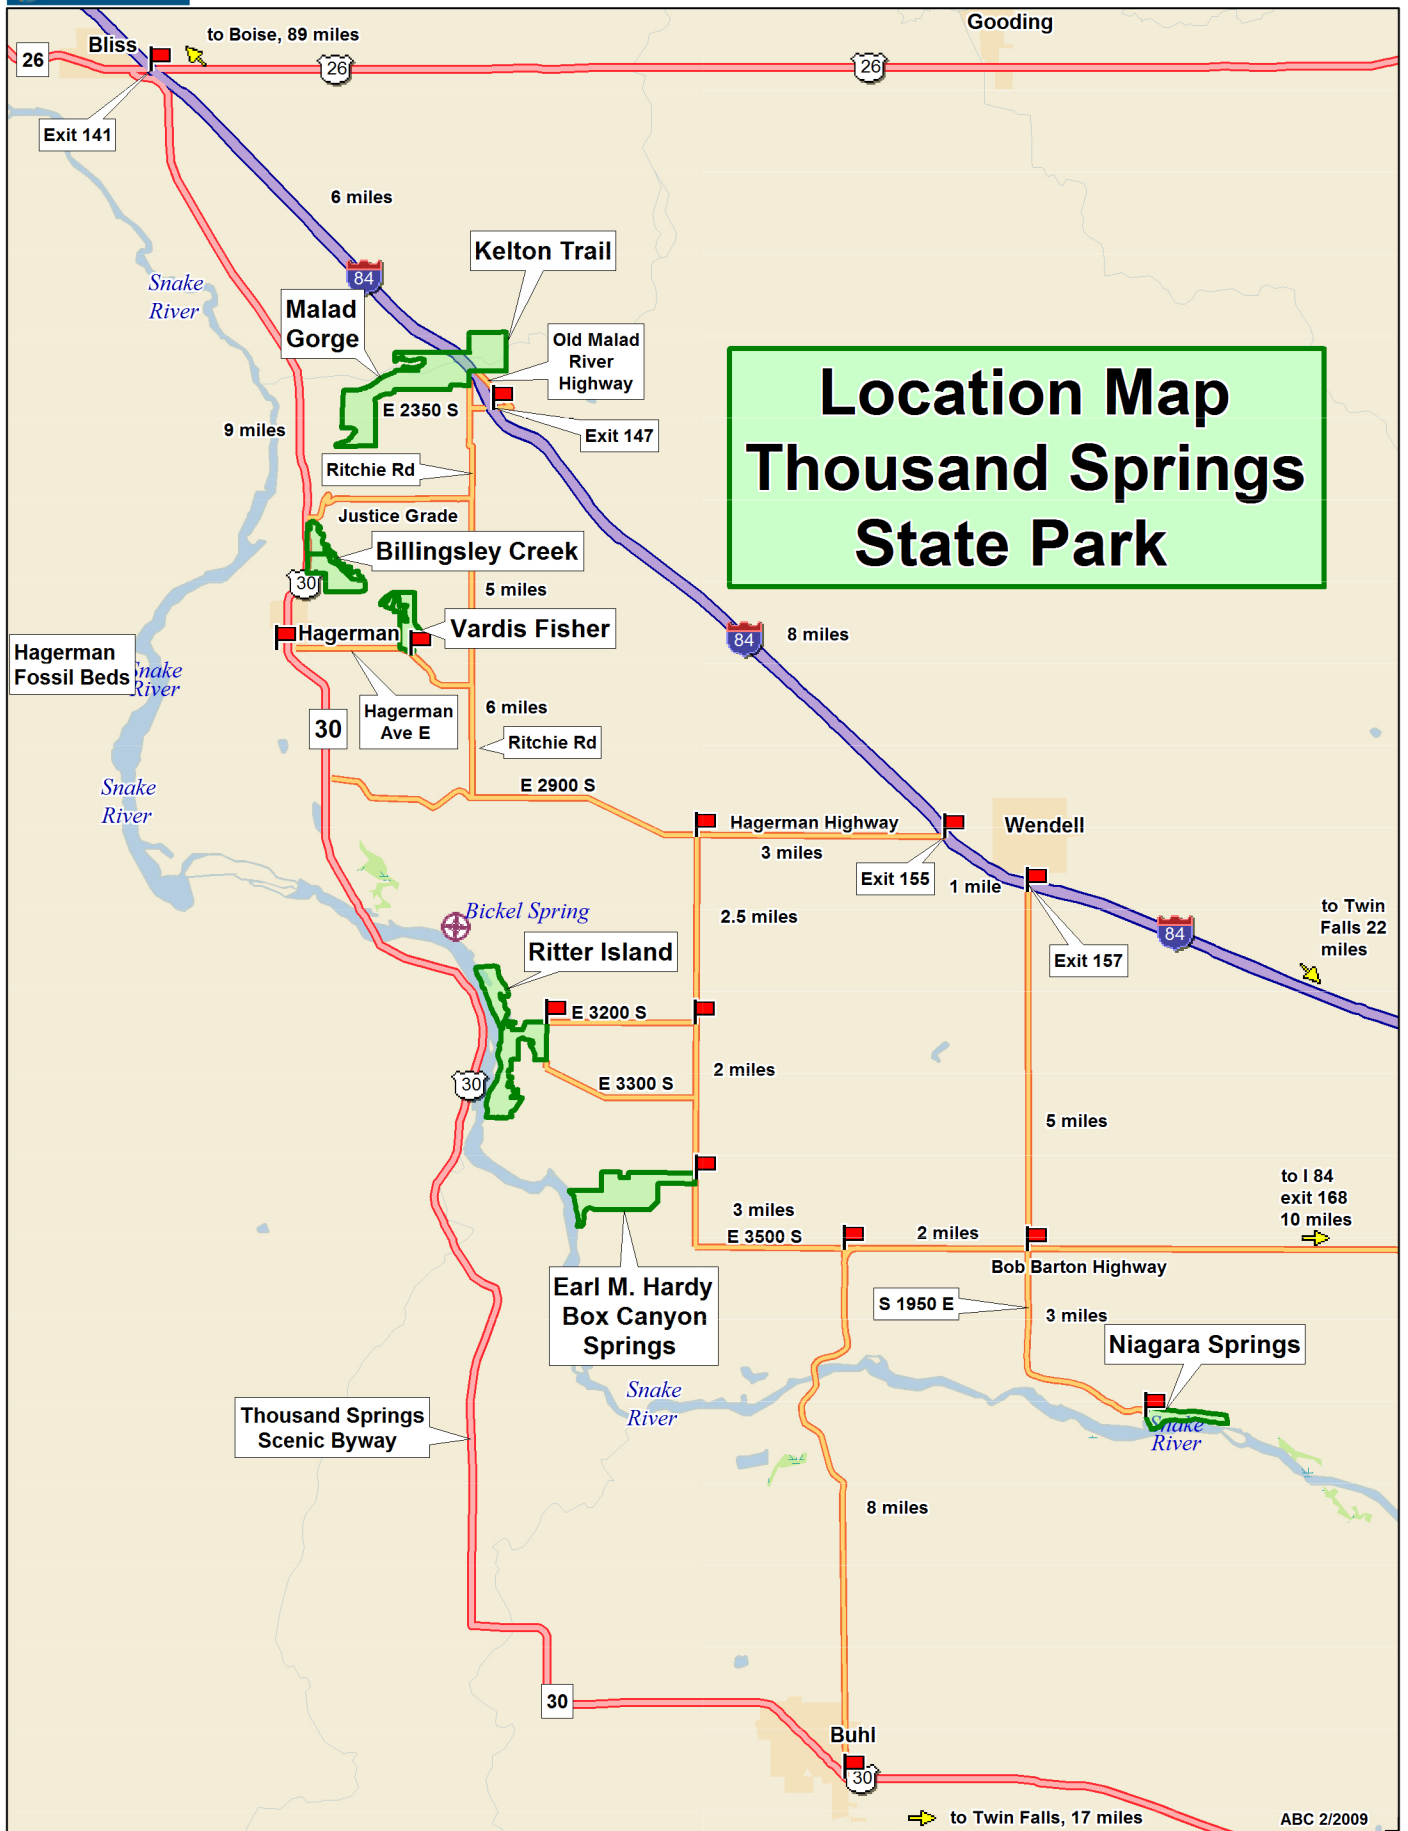 Gooding
to Boise, 89 miles
Bliss
26
26
26
Exit 141
6 miles
Snake
River
84
Kelton Trail
Malad
Gorge
Old Malad
River
Highway
E 2350 S
9 miles
Exit 147
Location Map
Thousand Springs
State Park
Ritchie Rd
Justice Grade
Billingsley Creek
30
5 miles
Vardis Fisher
Hagerman
84
8 miles
Hagerman
Fossil Beds
Snake
River
Hagerman
Ave E
6 miles
30
Ritchie Rd
Snake
River
E 2900 S
Hagerman Highway
3 miles
Wendell
Exit 155
1 mile
Bickel Spring
2.5 miles
to Twin
Falls 22
miles
84
Exit 157
Ritter Island
E 3200 S
2 miles
E 3300 S
30
5 miles
to I 84
exit 168
10 miles
3 miles
E 3500 S
2 miles
Bob Barton Highway
Earl M. Hardy
Box Canyon
Springs
S 1950 E
3 miles
Niagara Springs
Snake
River
Thousand Springs
Scenic Byway
Snake
River
8 miles
30
Buhl
30
to Twin Falls, 17 miles
ABC 2/2009